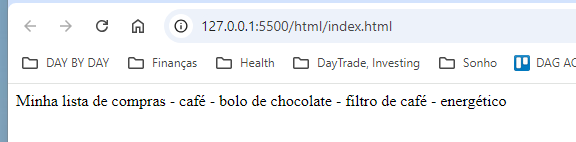 127.0.0.1:5500/html/index.html
DAY BY DAY Finanças Health DayTrade, Investing Sonho DAG AC
Minha lista de compras - café - bolo de chocolate - filtro de café - energético